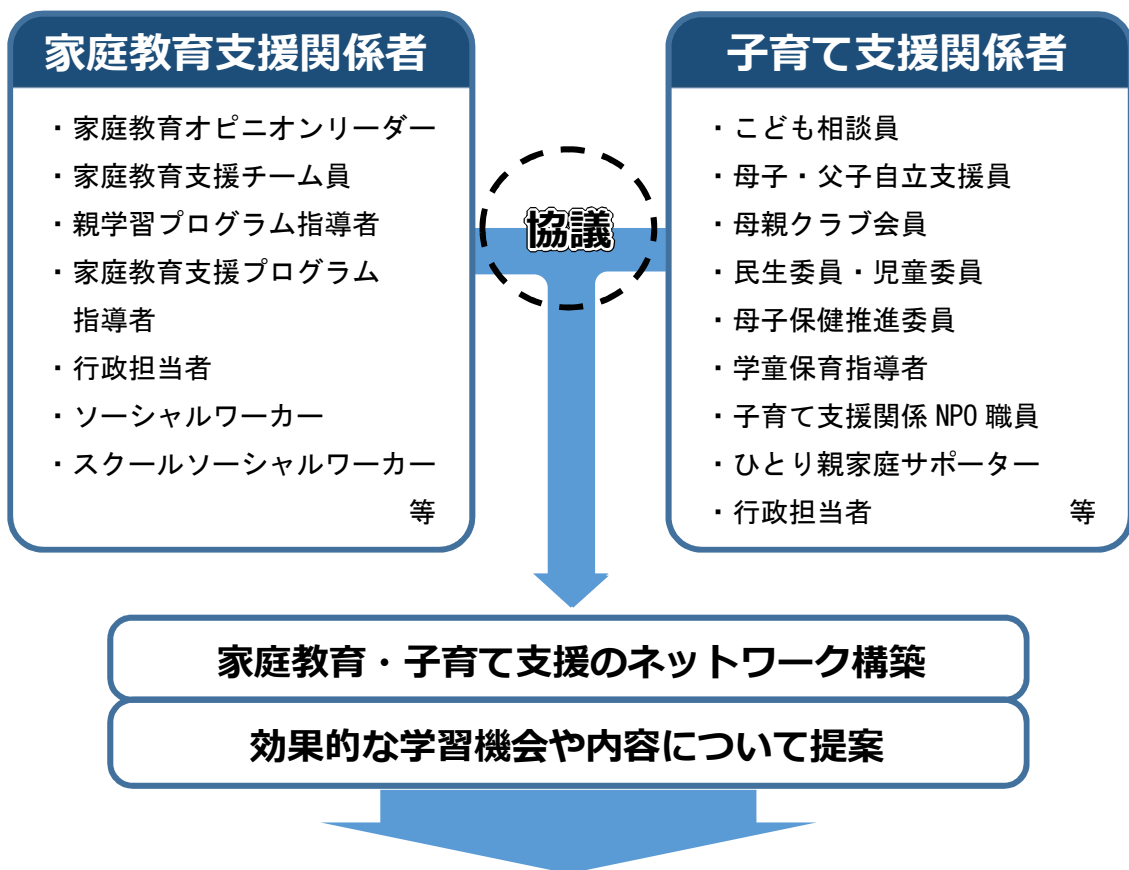 家庭教育支援関係者
・家庭教育オピニオンリーダー
・家庭教育支援チーム員
・親学習プログラム指導者
・家庭教育支援プログラム
指導者
・行政担当者
・ソーシャルワーカー
・スクールソーシャルワーカー
等
協議
子育て支援関係者
・こども相談員
・母子・父子自立支援員
・母親クラブ会員
・民生委員・児童委員
・母子保健推進委員
・学童保育指導者
・子育て支援関係 NPO 職員
・ひとり親家庭サポーター
・行政担当者 等
家庭教育・子育て支援のネットワーク構築
効果的な学習機会や内容について提案